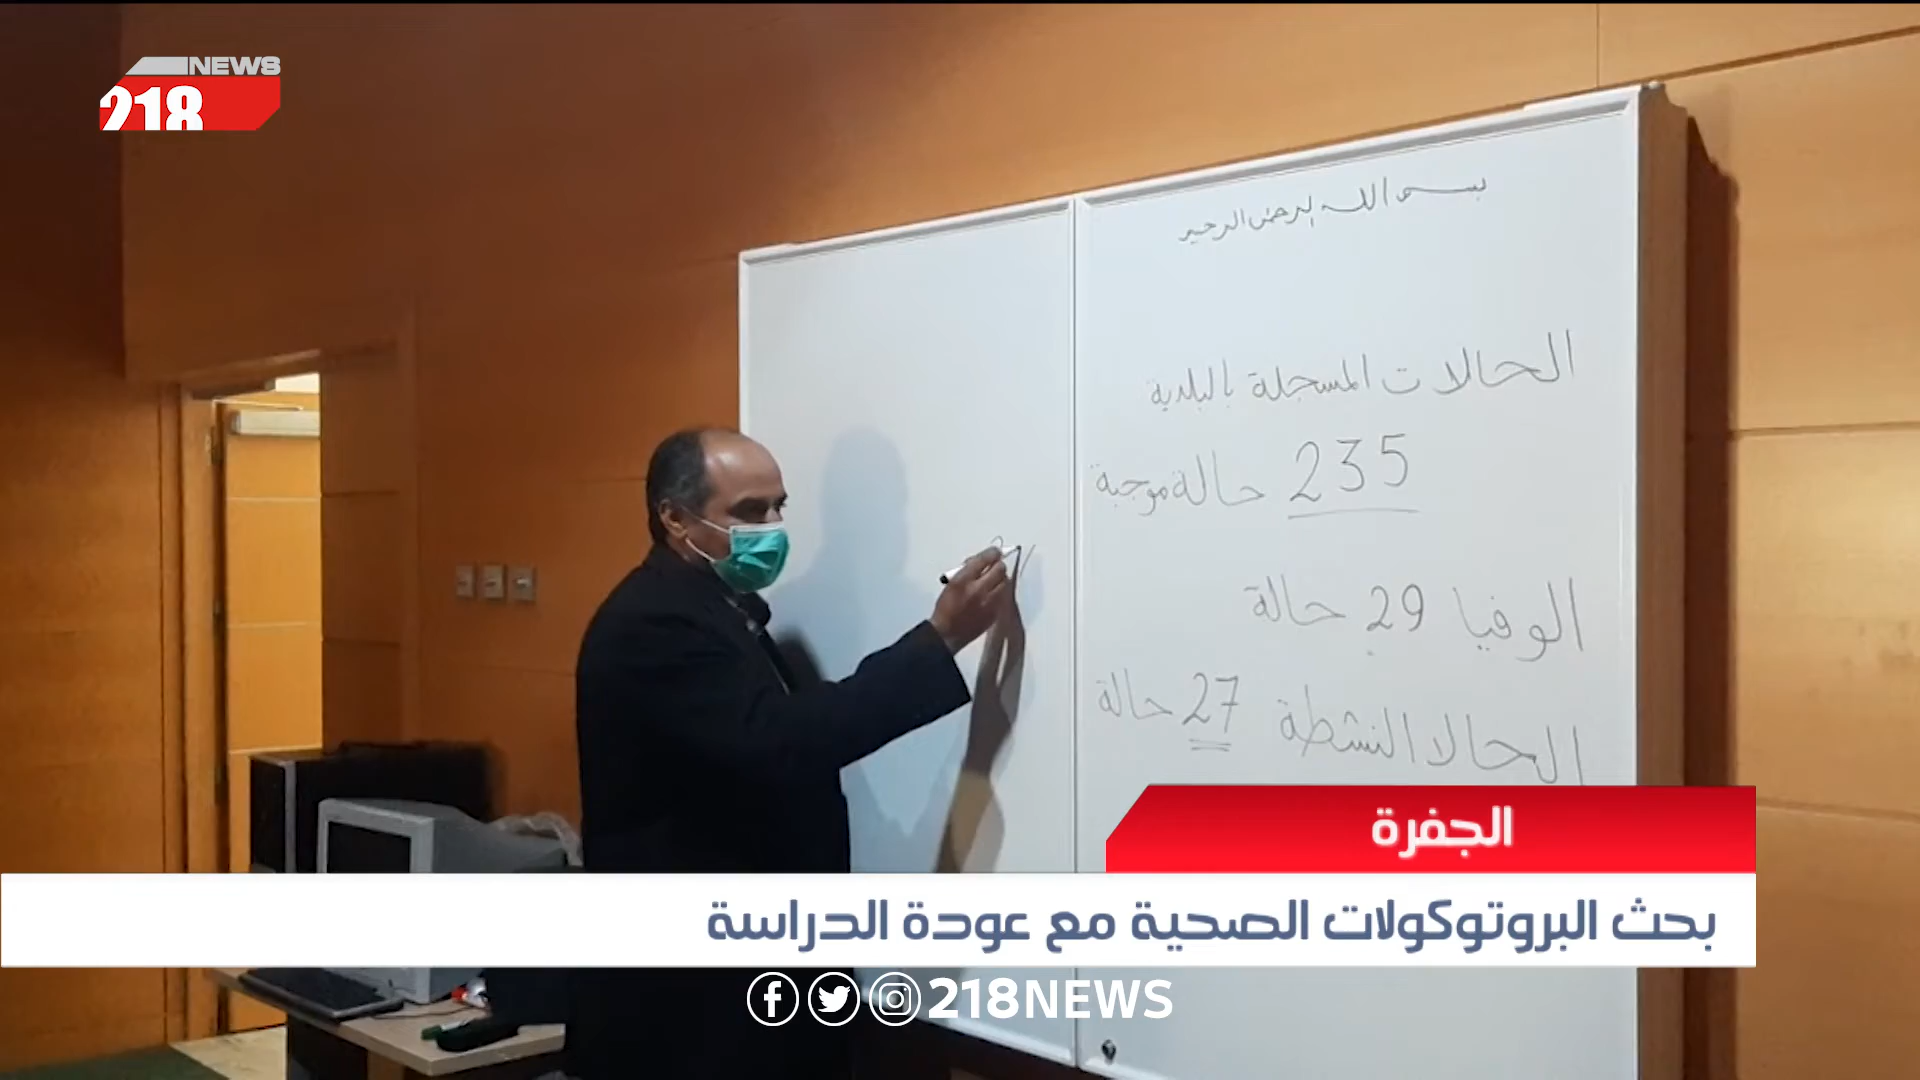 NEWS
218
بسم الله الرحمن الرحيم
الحالات المسجلة بالبلدية
235 حالة موجبة
الوفيا 29 حالة
الحالا النشطة 27 حالة
الجفرة
بحث البروتوكولات الصحية مع عودة الدراسة
218NEWS